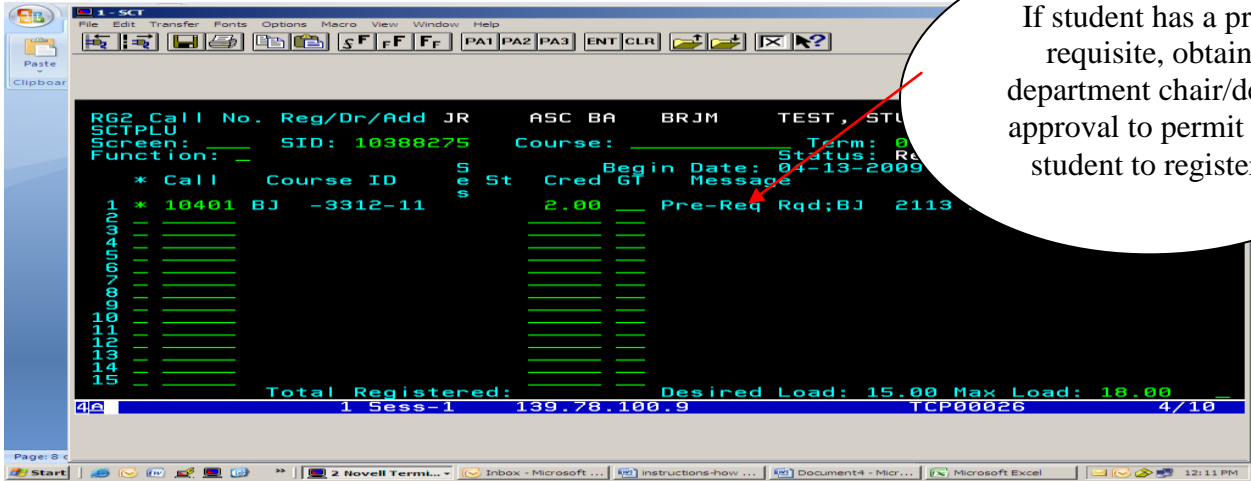 1 - SCT
File Edit Transfer Fonts Options Macro View Window Help
PA1 PA2 PA3 ENT CLR
Paste
Clipboar
If student has a pr
requisite, obtain
department chair/de
approval to permit
student to register
RG2 Call No. Reg/Dr/Add JR ASC BA BRJM TEST, STU
SCTPLU
Screen: ____ SID: 10388275 Course: Term: 0
Function: _ Status: Re
Begin Date: 04-13-2009
* Call Course ID Ses St Cred GT Message
1 * 10401 BJ -3312-11 2.00 __ Pre-Req Rqd;BJ 2113
2
3
4
5
6
7
8
9
10
11
12
13
14
15
Total Registered: Desired Load: 15.00 Max Load: 18.00
4A 1 Sess-1 139.78.100.9 TCP00026 4/10
Page: 8
Start 2 Novell Termi... Inbox - Microsoft ... instructions-how ... Document4 - Micr... Microsoft Excel 12:11 PM